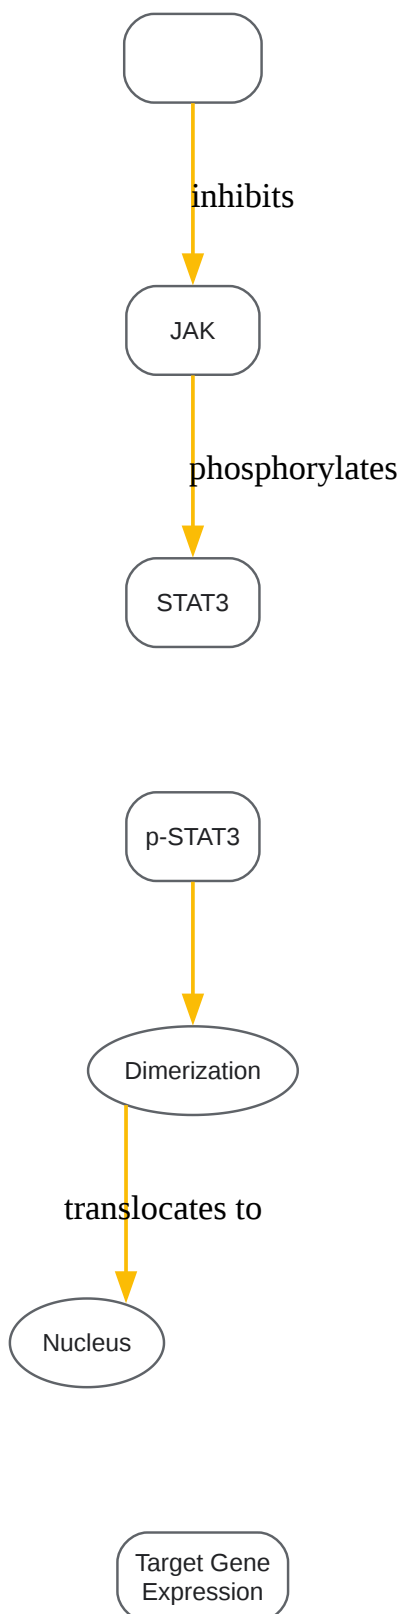 inhibits
JAK
phosphorylates
STAT3
p-STAT3
Dimerization
translocates to
Nucleus
Target Gene
Expression